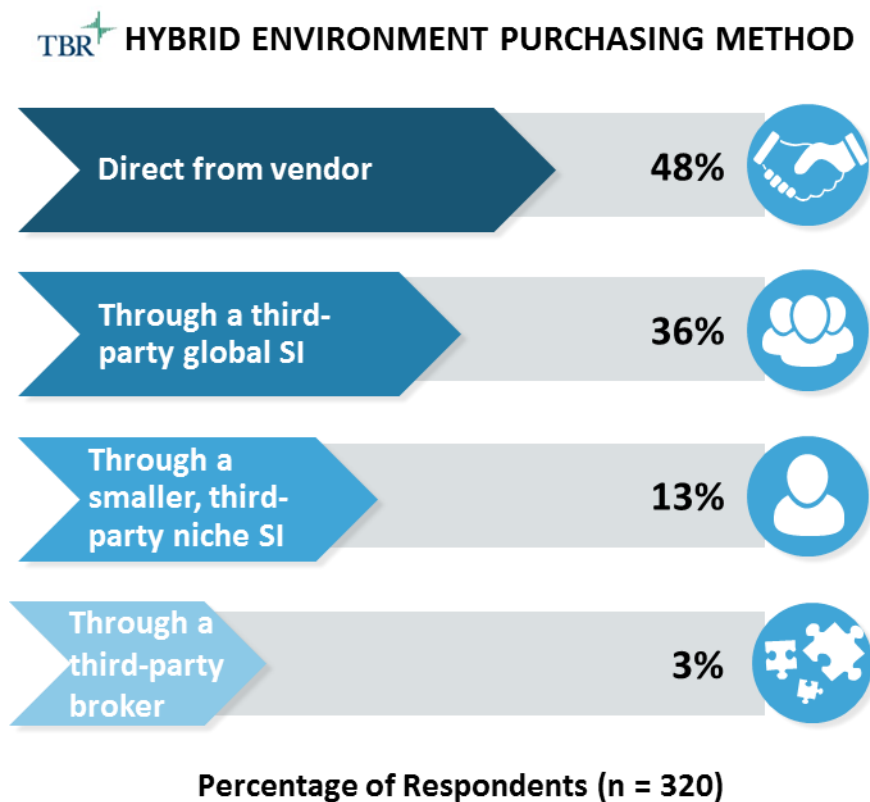 TBR HYBRID ENVIRONMENT PURCHASING METHOD
Direct from vendor
48%
Through a third-
party global SI
36%
Through a
smaller, third-
party niche SI
13%
Through a
third-party
broker
3%
Percentage of Respondents (n = 320)